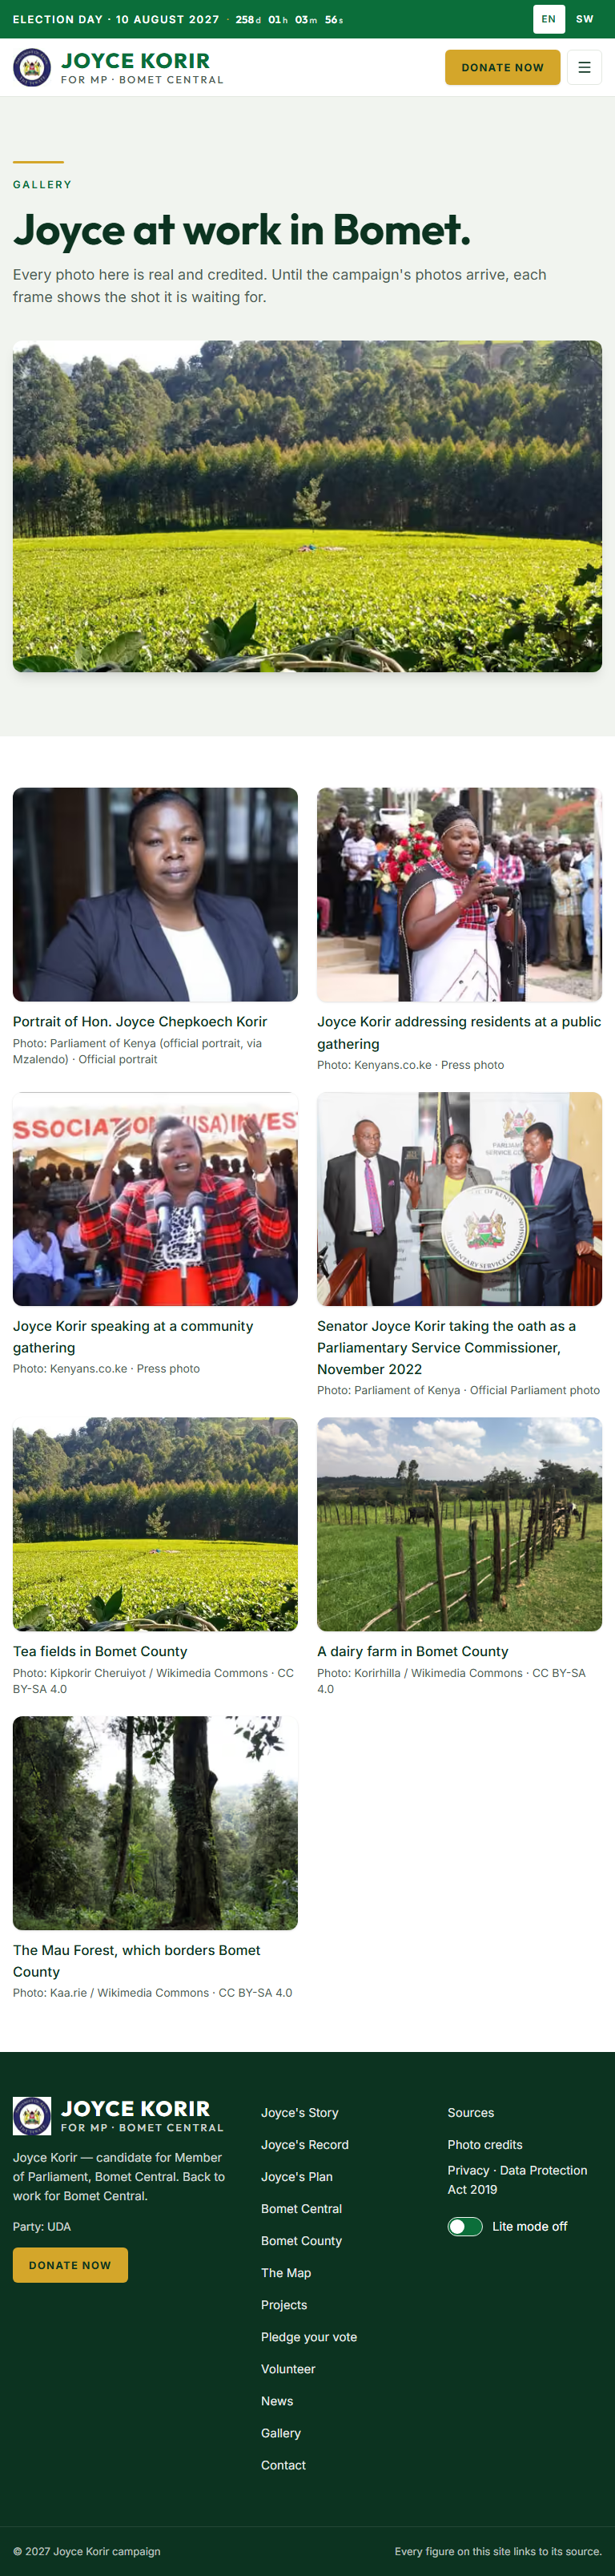 ELECTION DAY · 10 AUGUST 2027 · 258d 01h 03m 56s
EN SW
JOYCE KORIR
FOR MP · BOMET CENTRAL
DONATE NOW
GALLERY
Joyce at work in Bomet.
Every photo here is real and credited. Until the campaign's photos arrive, each
frame shows the shot it is waiting for.
Portrait of Hon. Joyce Chepkoech Korir
Photo: Parliament of Kenya (official portrait, via
Mzalendo) · Official portrait
Joyce Korir addressing residents at a public
gathering
Photo: Kenyans.co.ke · Press photo
SSOCIATION (USA) INVEST
Joyce Korir speaking at a community
gathering
Photo: Kenyans.co.ke · Press photo
Senator Joyce Korir taking the oath as a
Parliamentary Service Commissioner,
November 2022
Photo: Parliament of Kenya · Official Parliament photo
Tea fields in Bomet County
Photo: Kipkorir Cheruiyot / Wikimedia Commons · CC
BY-SA 4.0
A dairy farm in Bomet County
Photo: Korirhilla / Wikimedia Commons · CC BY-SA
4.0
The Mau Forest, which borders Bomet
County
Photo: Kaa.rie / Wikimedia Commons · CC BY-SA 4.0
JOYCE KORIR
FOR MP · BOMET CENTRAL
Joyce Korir — candidate for Member
of Parliament, Bomet Central. Back to
work for Bomet Central.
Party: UDA
DONATE NOW
Joyce's Story
Joyce's Record
Joyce's Plan
Bomet Central
Bomet County
The Map
Projects
Pledge your vote
Volunteer
News
Gallery
Contact
Sources
Photo credits
Privacy · Data Protection
Act 2019
Lite mode off
© 2027 Joyce Korir campaign
Every figure on this site links to its source.